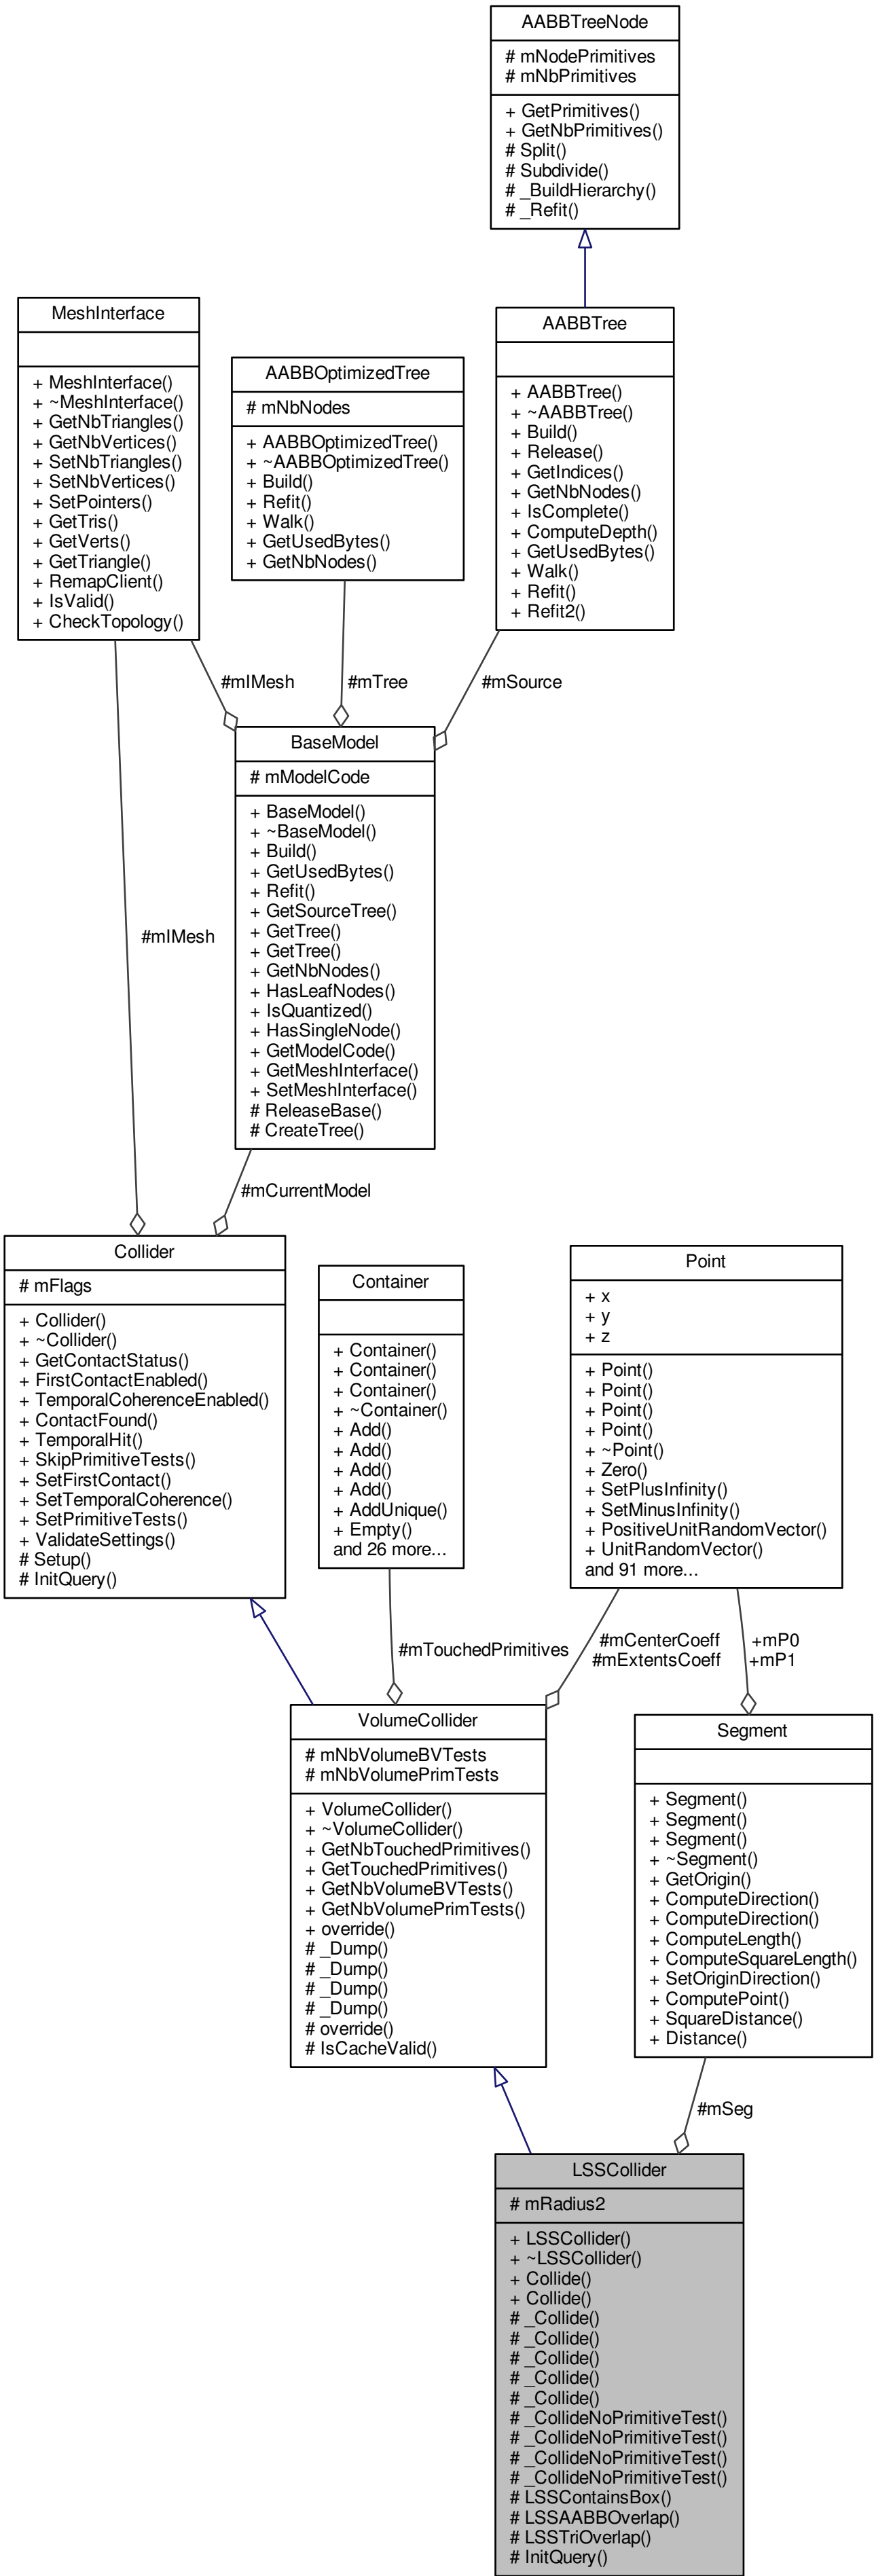 AABBTreeNode
# mNodePrimitives
# mNbPrimitives
+ GetPrimitives()
+ GetNbPrimitives()
# Split()
# Subdivide()
# _BuildHierarchy()
# _Refit()
MeshInterface
+ MeshInterface()
+ ~MeshInterface()
+ GetNbTriangles()
+ GetNbVertices()
+ SetNbTriangles()
+ SetNbVertices()
+ SetPointers()
+ GetTris()
+ GetVerts()
+ GetTriangle()
+ RemapClient()
+ IsValid()
+ CheckTopology()
AABBOptimizedTree
# mNbNodes
+ AABBOptimizedTree()
+ ~AABBOptimizedTree()
+ Build()
+ Refit()
+ Walk()
+ GetUsedBytes()
+ GetNbNodes()
AABBTree
+ AABBTree()
+ ~AABBTree()
+ Build()
+ Release()
+ GetIndices()
+ GetNbNodes()
+ IsComplete()
+ ComputeDepth()
+ GetUsedBytes()
+ Walk()
+ Refit()
+ Refit2()
#mIMesh
#mTree
#mSource
BaseModel
# mModelCode
+ BaseModel()
+ ~BaseModel()
+ Build()
+ GetUsedBytes()
+ Refit()
+ GetSourceTree()
+ GetTree()
+ GetTree()
+ GetNbNodes()
+ HasLeafNodes()
+ IsQuantized()
+ HasSingleNode()
+ GetModelCode()
+ GetMeshInterface()
+ SetMeshInterface()
# ReleaseBase()
# CreateTree()
#mIMesh
#mCurrentModel
Collider
# mFlags
+ Collider()
+ ~Collider()
+ GetContactStatus()
+ FirstContactEnabled()
+ TemporalCoherenceEnabled()
+ ContactFound()
+ TemporalHit()
+ SkipPrimitiveTests()
+ SetFirstContact()
+ SetTemporalCoherence()
+ SetPrimitiveTests()
+ ValidateSettings()
# Setup()
# InitQuery()
Container
+ Container()
+ Container()
+ Container()
+ ~Container()
+ Add()
+ Add()
+ Add()
+ Add()
+ AddUnique()
+ Empty()
and 26 more...
Point
+ x
+ y
+ z
+ Point()
+ Point()
+ Point()
+ Point()
+ ~Point()
+ Zero()
+ SetPlusInfinity()
+ SetMinusInfinity()
+ PositiveUnitRandomVector()
+ UnitRandomVector()
and 91 more...
#mTouchedPrimitives
#mCenterCoeff
#mExtentsCoeff
+mP0
+mP1
VolumeCollider
# mNbVolumeBVTests
# mNbVolumePrimTests
+ VolumeCollider()
+ ~VolumeCollider()
+ GetNbTouchedPrimitives()
+ GetTouchedPrimitives()
+ GetNbVolumeBVTests()
+ GetNbVolumePrimTests()
+ override()
# _Dump()
# _Dump()
# _Dump()
# _Dump()
# override()
# IsCacheValid()
Segment
+ Segment()
+ Segment()
+ Segment()
+ ~Segment()
+ GetOrigin()
+ ComputeDirection()
+ ComputeDirection()
+ ComputeLength()
+ ComputeSquareLength()
+ SetOriginDirection()
+ ComputePoint()
+ SquareDistance()
+ Distance()
#mSeg
LSSCollider
# mRadius2
+ LSSCollider()
+ ~LSSCollider()
+ Collide()
+ Collide()
# _Collide()
# _Collide()
# _Collide()
# _Collide()
# _Collide()
# _CollideNoPrimitiveTest()
# _CollideNoPrimitiveTest()
# _CollideNoPrimitiveTest()
# _CollideNoPrimitiveTest()
# LSSContainsBox()
# LSSAABBOverlap()
# LSSTriOverlap()
# InitQuery()